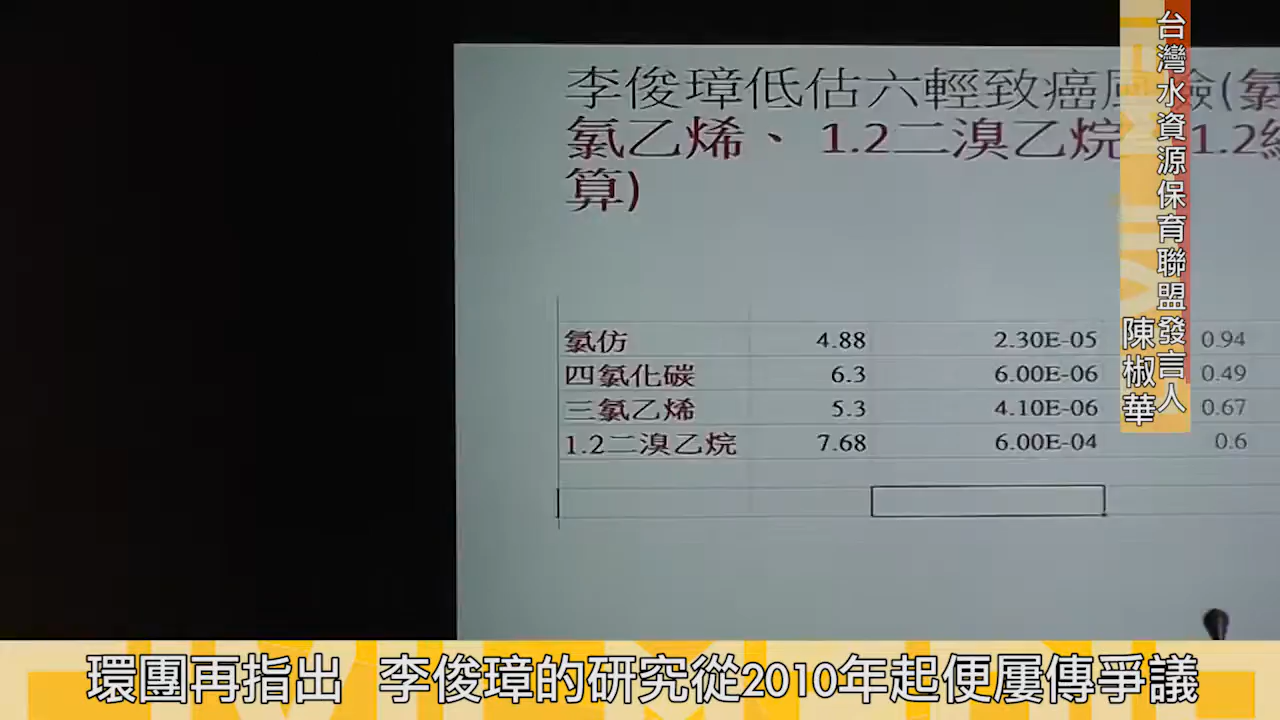 李俊璋低估六輕致癌風險(氯
氯乙烯、1.2二溴乙烷 1.2
算)
氯仿 4.88 2.30E-05 0.94
四氯化碳 6.3 6.00E-06 0.49
三氯乙烯 5.3 4.10E-06 0.67
1.2二溴乙烷 7.68 6.00E-04 0.6
台灣水資源保育聯盟發言人
陳椒華
環團再指出 李俊璋的研究從2010年起便屢傳爭議